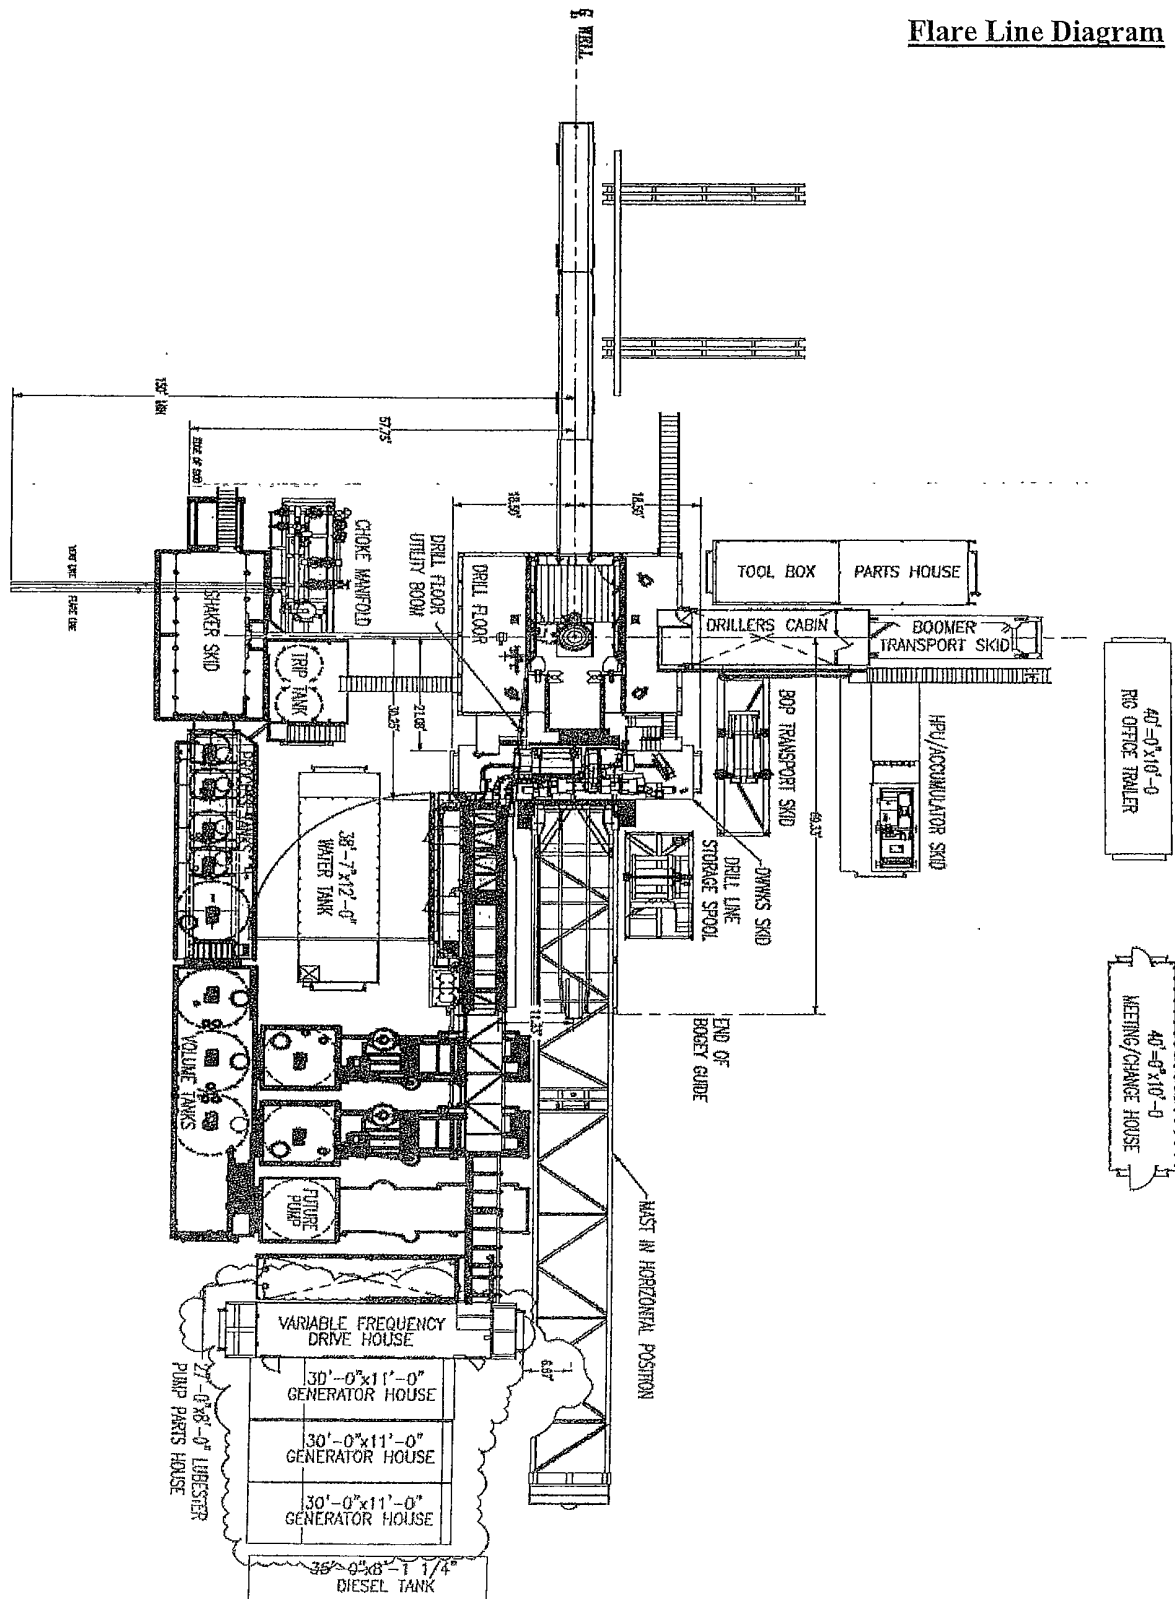 Flare Line Diagram
℄ WELL
150' MIN
57.75'
EDGE OF SKID
18.50'
18.50'
CHOKE MANIFOLD
DRILL FLOOR
UTILITY BOOM
DRILL FLOOR
TOOL BOX
PARTS HOUSE
FLARE LINE
SHAKER SKID
DRILLERS CABIN
BOOMER
TRANSPORT SKID
TRIP TANK
21.08'
30.25'
BOP TRANSPORT SKID
HPU/ACCUMULATOR SKID
40'=0"x10'-0
RIG OFFICE TRAILER
69.33'
PROCESS TANKS
38'-7"x12'-0"
WATER TANK
DRILL LINE
STORAGE SPOOL
DWWKS SKID
40'=0"x10'-0
MEETING/CHANGE HOUSE
11.33'
END OF
BOGEY GUIDE
VOLUME TANKS
FUTURE
PUMP
MAST IN HORIZONTAL POSITION
VARIABLE FREQUENCY
DRIVE HOUSE
6.67'
27'-0"x8'-0" LUBESTER
PUMP PARTS HOUSE
30'-0"x11'-0"
GENERATOR HOUSE
30'-0"x11'-0"
GENERATOR HOUSE
30'-0"x11'-0"
GENERATOR HOUSE
35'-0"x8'-1 1/4"
DIESEL TANK